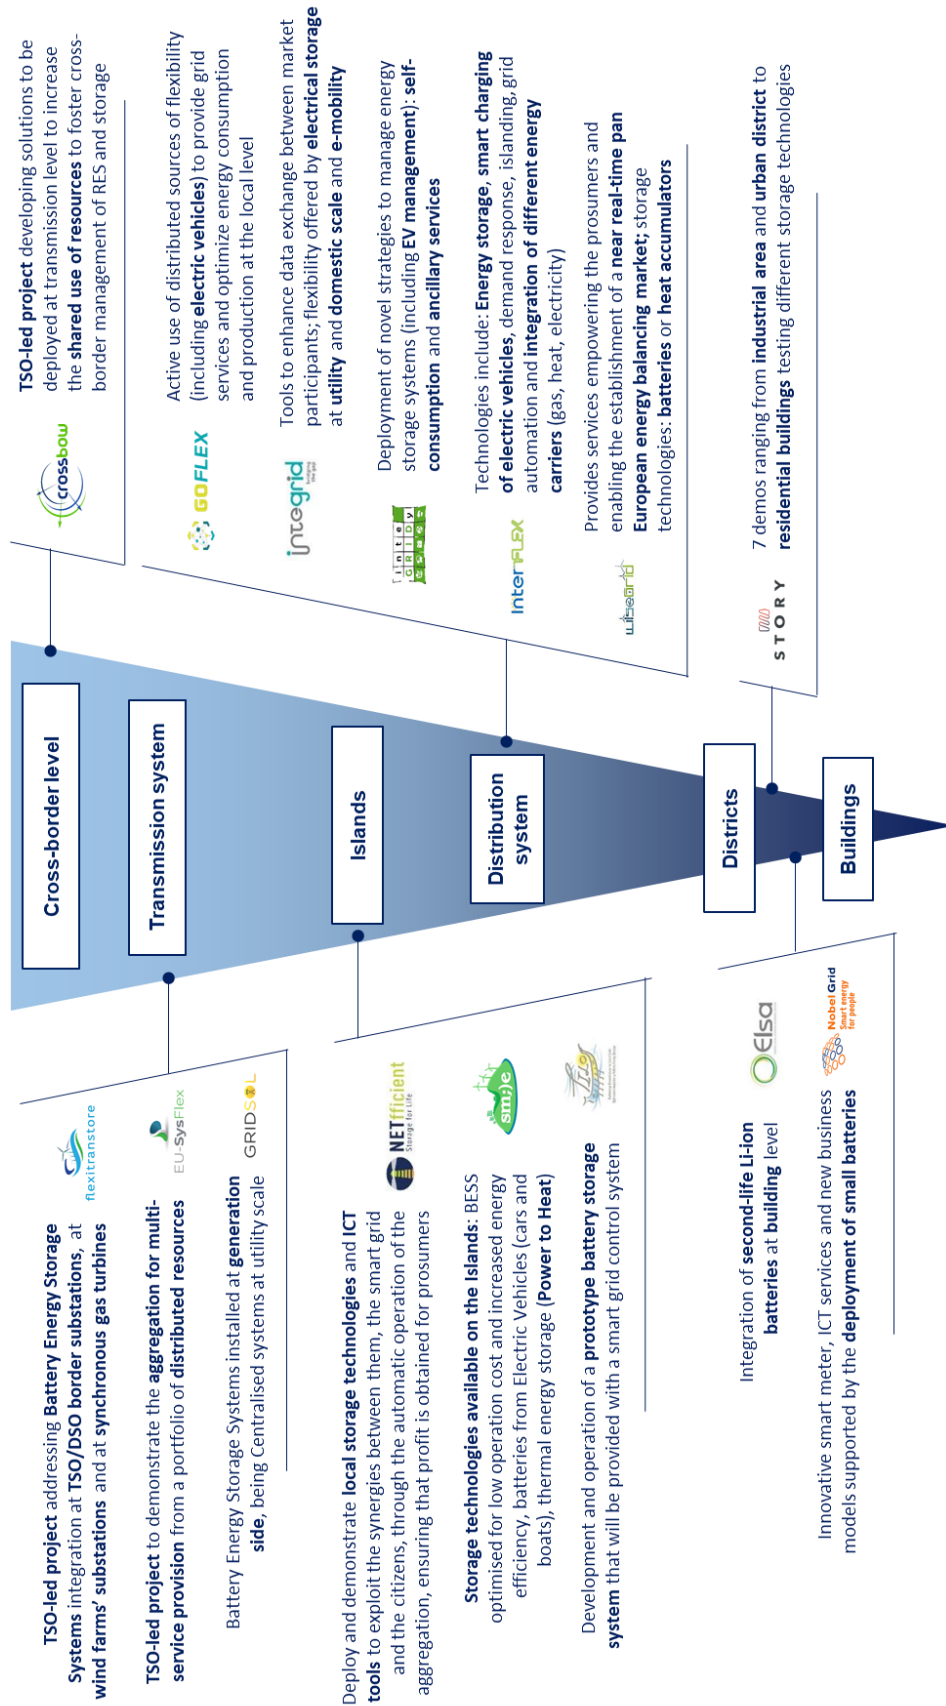 TSO-led project addressing Battery Energy Storage
Systems integration at TSO/DSO border substations, at
wind farms' substations and at synchronous gas turbines
flexitranstore
TSO-led project to demonstrate the aggregation for multi-
service provision from a portfolio of distributed resources
EU-SysFlex
Battery Energy Storage Systems installed at generation
side, being Centralised systems at utility scale
GRIDSOL
Deploy and demonstrate local storage technologies and ICT
tools to exploit the synergies between them, the smart grid
and the citizens, through the automatic operation of the
aggregation, ensuring that profit is obtained for prosumers
NETfficient
Storage for Life
Storage technologies available on the Islands: BESS
optimised for low operation cost and increased energy
efficiency, batteries from Electric Vehicles (cars and
boats), thermal energy storage (Power to Heat)
smile
Development and operation of a prototype battery storage
system that will be provided with a smart grid control system
Integration of second-life Li-ion
batteries at building level
Elsa
Innovative smart meter, ICT services and new business
models supported by the deployment of small batteries
Nobel Grid
Smart energy
for people
Cross-border level
Transmission system
Islands
Distribution
system
Districts
Buildings
crossbow
TSO-led project developing solutions to be
deployed at transmission level to increase
the shared use of resources to foster cross-
border management of RES and storage
GOFLEX
Active use of distributed sources of flexibility
(including electric vehicles) to provide grid
services and optimize energy consumption
and production at the local level
integrid
bridging
the gap
Tools to enhance data exchange between market
participants; flexibility offered by electrical storage
at utility and domestic scale and e-mobility
inte
GRIDy
Deployment of novel strategies to manage energy
storage systems (including EV management): self-
consumption and ancillary services
InterFLEX
Technologies include: Energy storage, smart charging
of electric vehicles, demand response, islanding, grid
automation and integration of different energy
carriers (gas, heat, electricity)
wisegrid
Provides services empowering the prosumers and
enabling the establishment of a near real-time pan
European energy balancing market; storage
technologies: batteries or heat accumulators
STORY
7 demos ranging from industrial area and urban district to
residential buildings testing different storage technologies